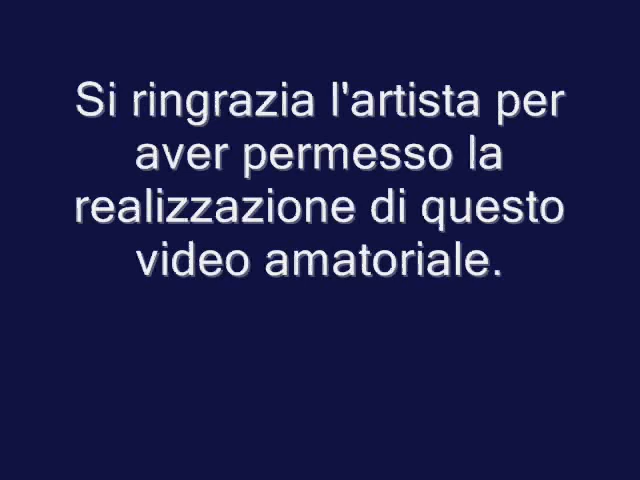 Si ringrazia l'artista per
aver permesso la
realizzazione di questo
video amatoriale.